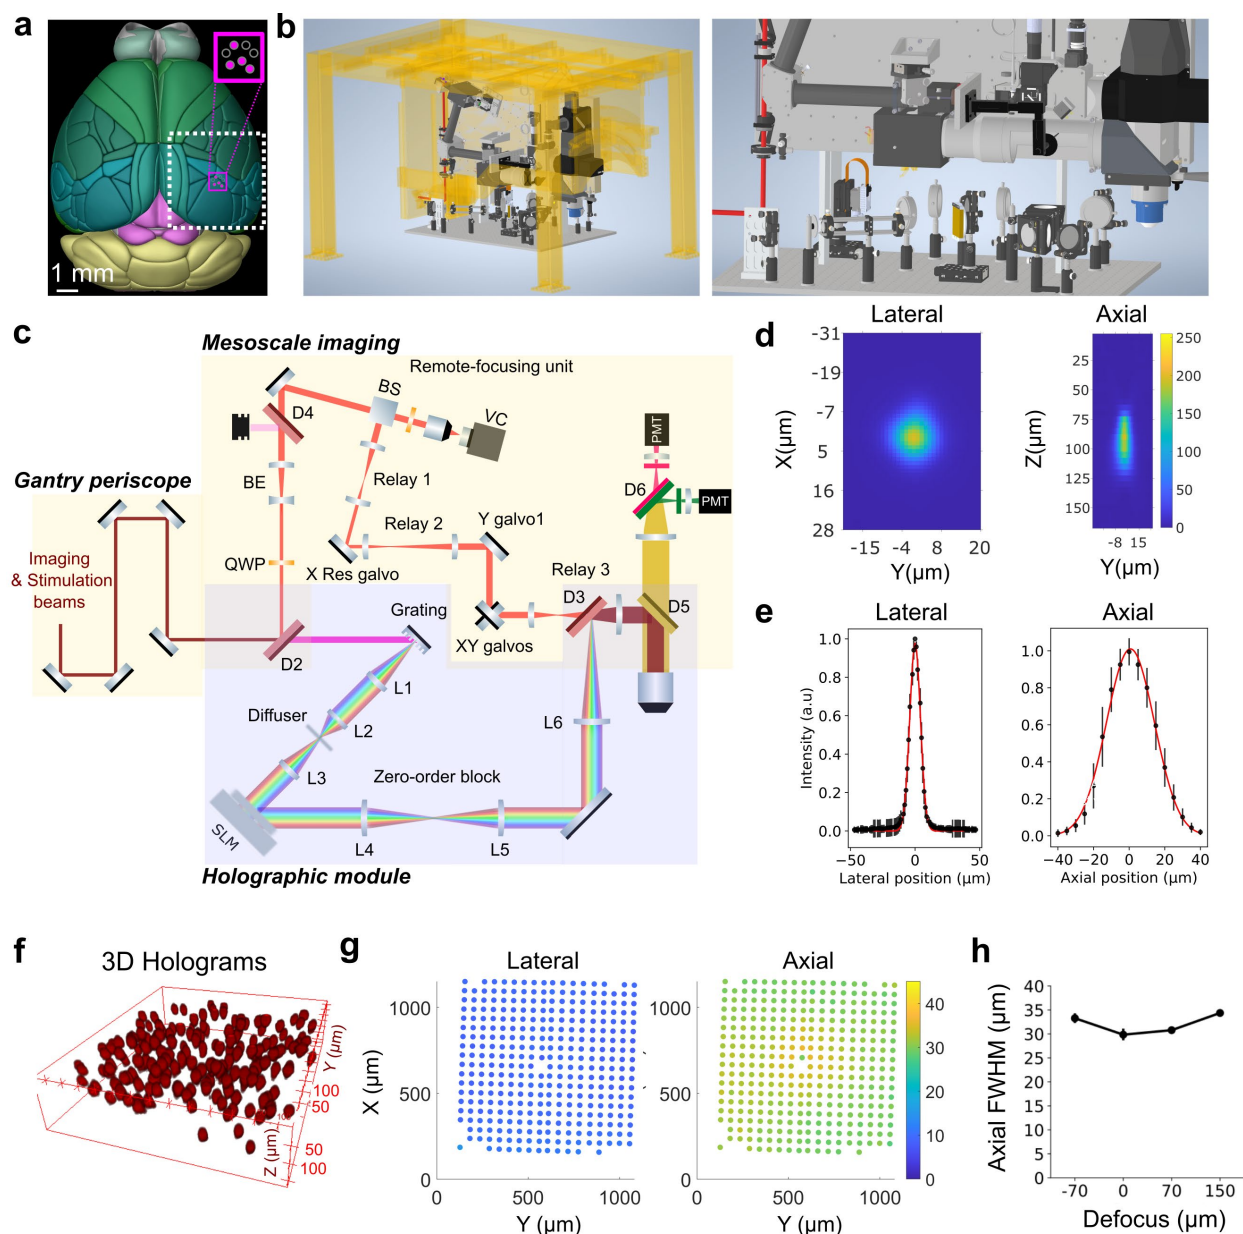 a
1 mm
b
c
Mesoscale imaging
Remote-focusing unit
BS
D4
VC
BE
Relay 1
Gantry periscope
Relay 2
Y galvo1
D6
PMT
PMT
Imaging
& Stimulation
beams
QWP
X Res galvo
Relay 3
Grating
D3
D5
XY galvos
D2
L1
Diffuser
L2
L6
L3
Zero-order block
SLM
L4
L5
Holographic module
d
Lateral
Axial
-31
-19
-7
5
16
28
X(µm)
-15
-4
8
20
Y(µm)
Z(µm)
25
50
75
100
125
150
-8 15
Y(µm)
250
200
150
100
50
0
e
Lateral
Axial
Intensity (a.u)
1.0
0.8
0.6
0.4
0.2
0.0
−50
0
50
Lateral position (µm)
1.0
0.8
0.6
0.4
0.2
0.0
−40
−20
0
20
40
Axial position (µm)
f
3D Holograms
Y (µm)
100
50
Z (µm)
50
100
g
Lateral
Axial
X (µm)
1000
500
0
0
500
1000
Y (µm)
1000
500
0
0
500
1000
Y (µm)
40
30
20
10
0
h
Axial FWHM (µm)
40
35
30
25
20
15
10
5
0
-70
0
70
150
Defocus (µm)